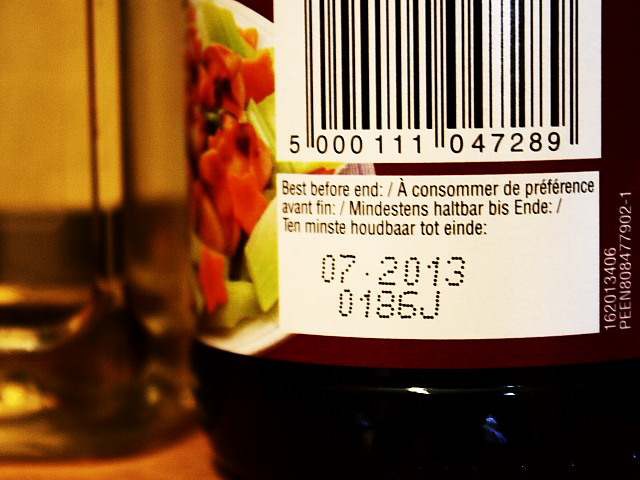 5 000111 047289
Best before end: / À consommer de préférence
avant fin: / Mindestens haltbar bis Ende: /
Ten minste houdbaar tot einde:
07.2013
0186J
162013406
PEEN808477902-1